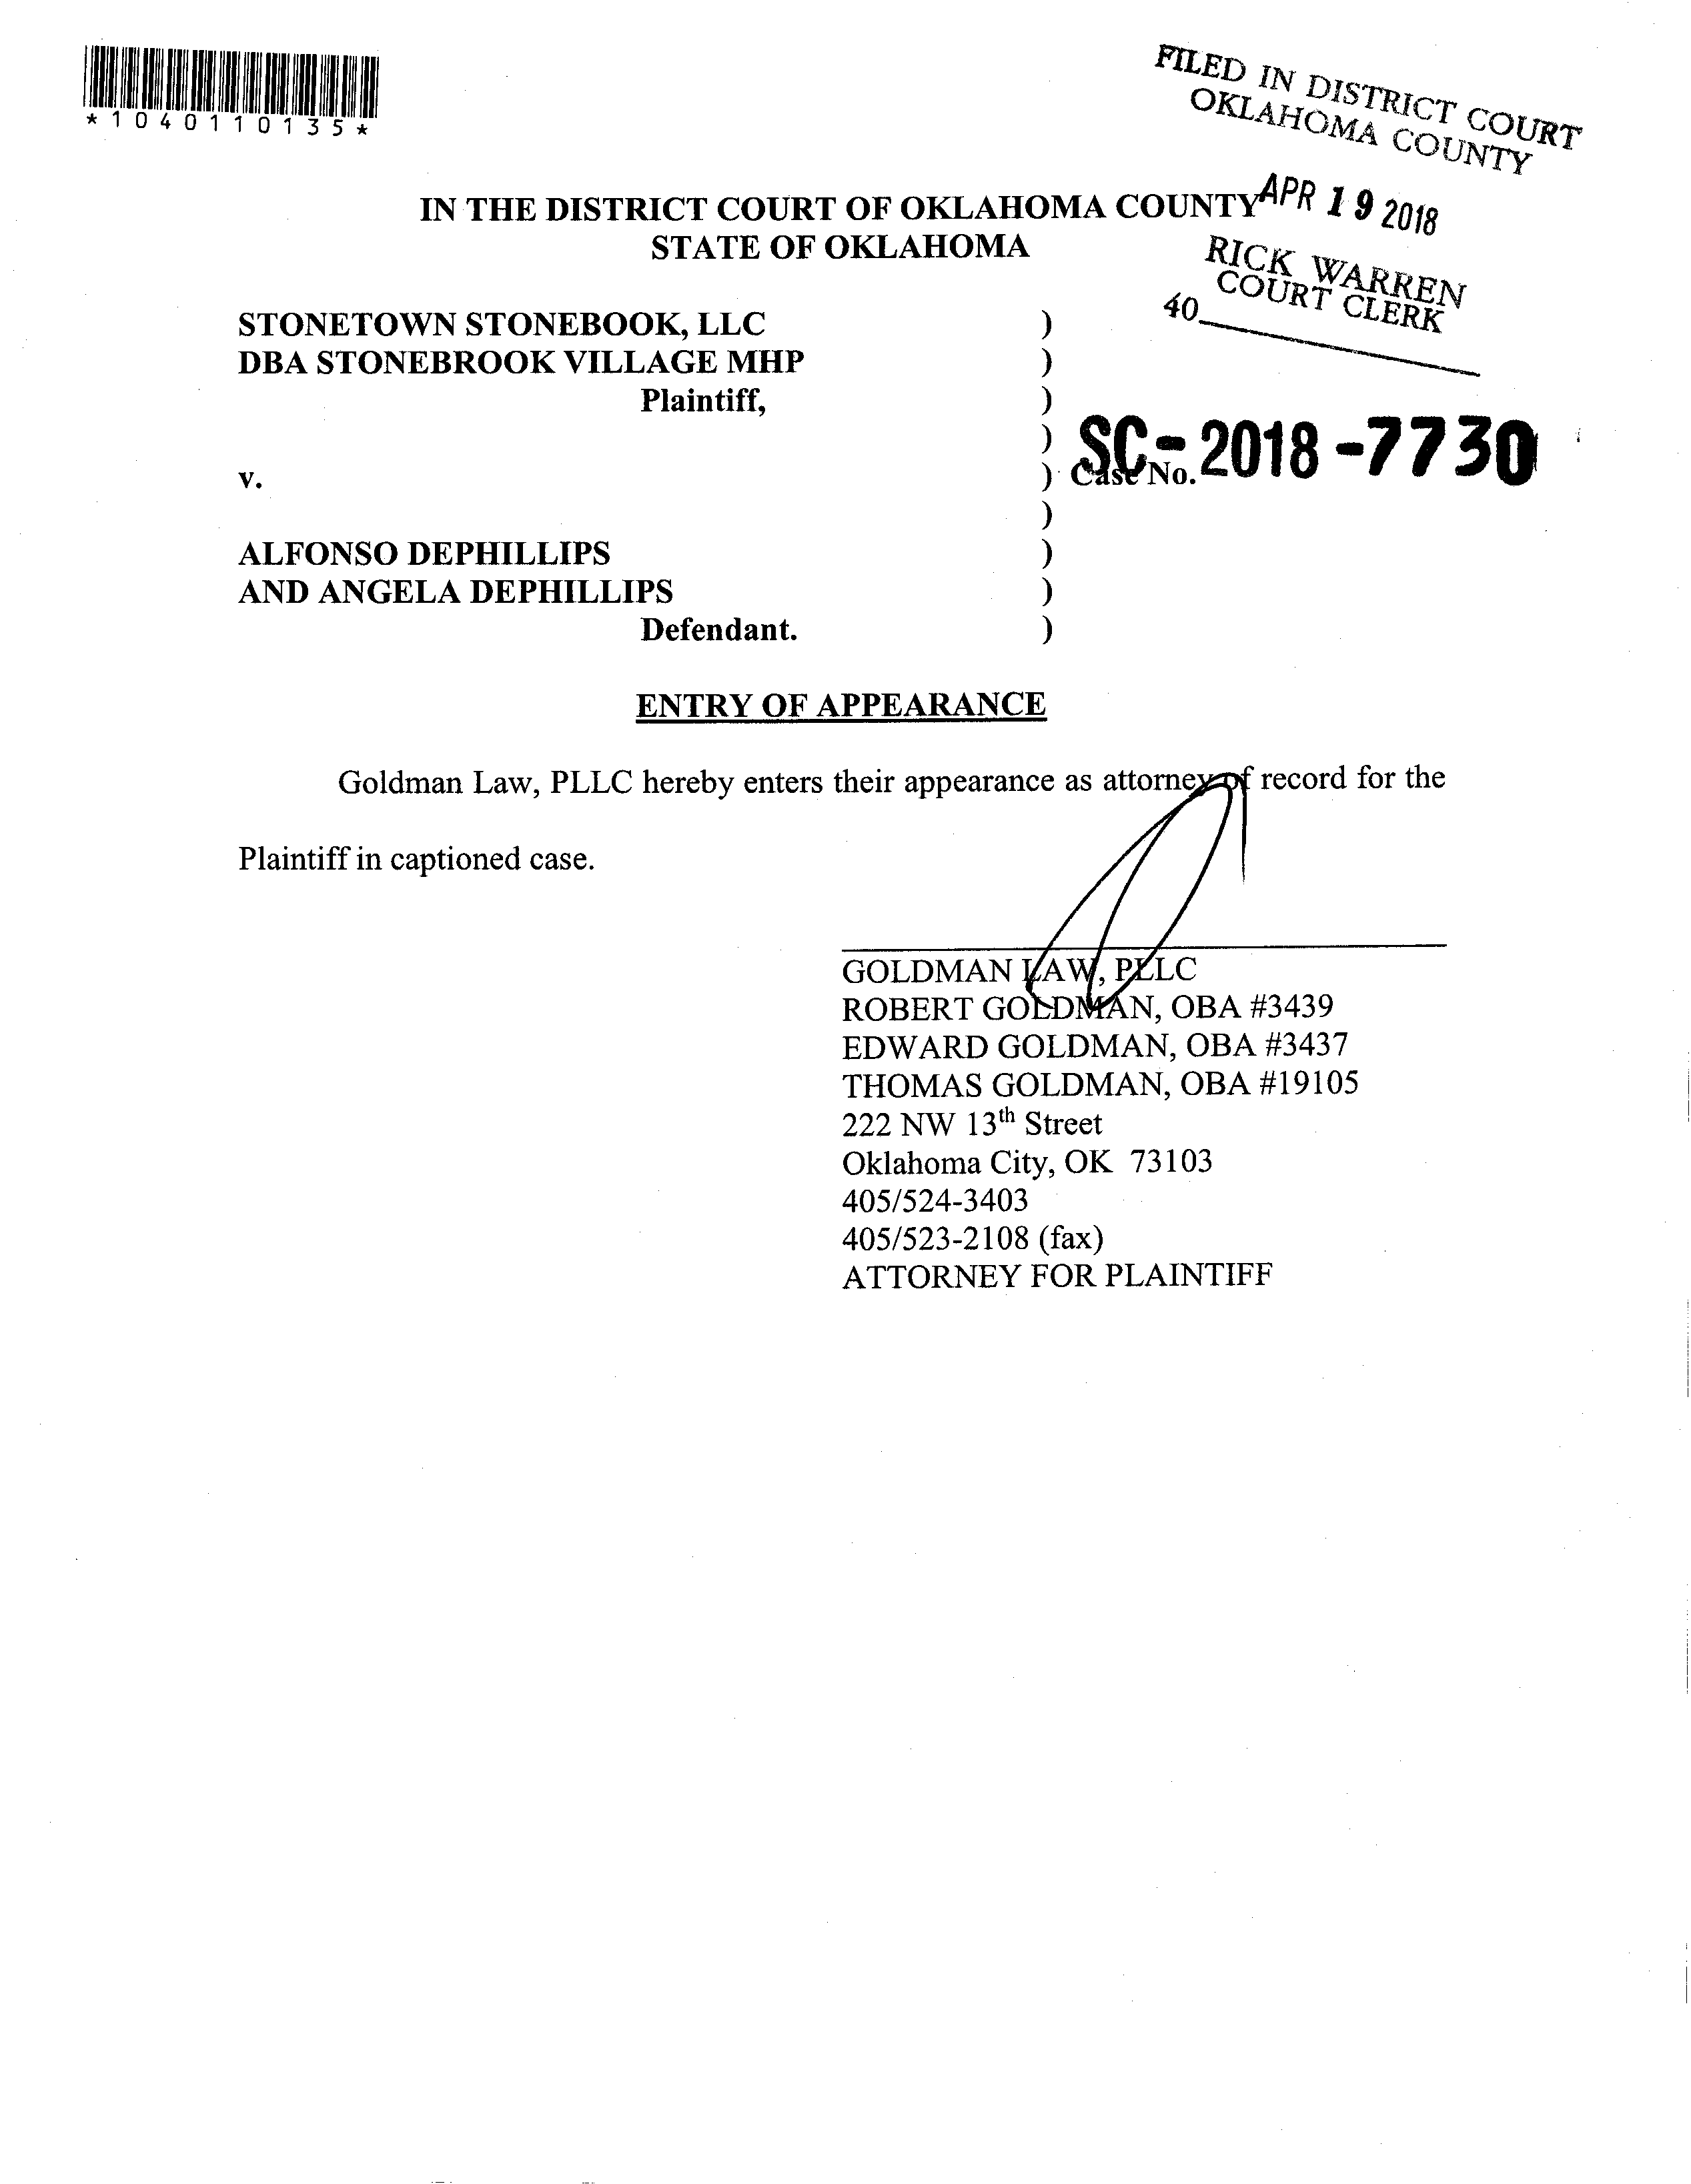 *1040110135*
FILED IN DISTRICT COURT
OKLAHOMA COUNTY
APR 19 2018
RICK WARREN
COURT CLERK
40
IN THE DISTRICT COURT OF OKLAHOMA COUNTY
STATE OF OKLAHOMA
STONETOWN STONEBOOK, LLC )
DBA STONEBROOK VILLAGE MHP )
Plaintiff, )
)
v. ) Case No. SC-2018-7730
)
ALFONSO DEPHILLIPS )
AND ANGELA DEPHILLIPS )
Defendant. )
ENTRY OF APPEARANCE
Goldman Law, PLLC hereby enters their appearance as attorney of record for the
Plaintiff in captioned case.
GOLDMAN LAW, PLLC
ROBERT GOLDMAN, OBA #3439
EDWARD GOLDMAN, OBA #3437
THOMAS GOLDMAN, OBA #19105
222 NW 13th Street
Oklahoma City, OK 73103
405/524-3403
405/523-2108 (fax)
ATTORNEY FOR PLAINTIFF